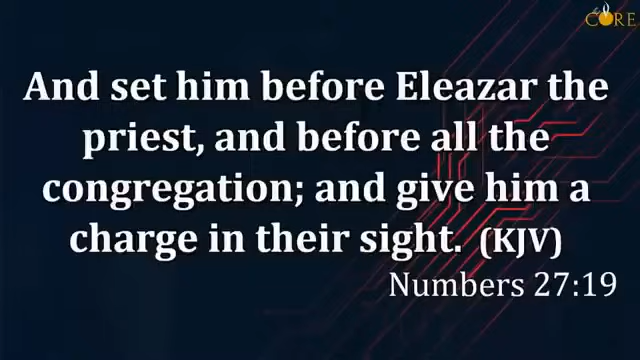 the
CORE
And set him before Eleazar the
priest, and before all the
congregation; and give him a
charge in their sight. (KJV)
Numbers 27:19